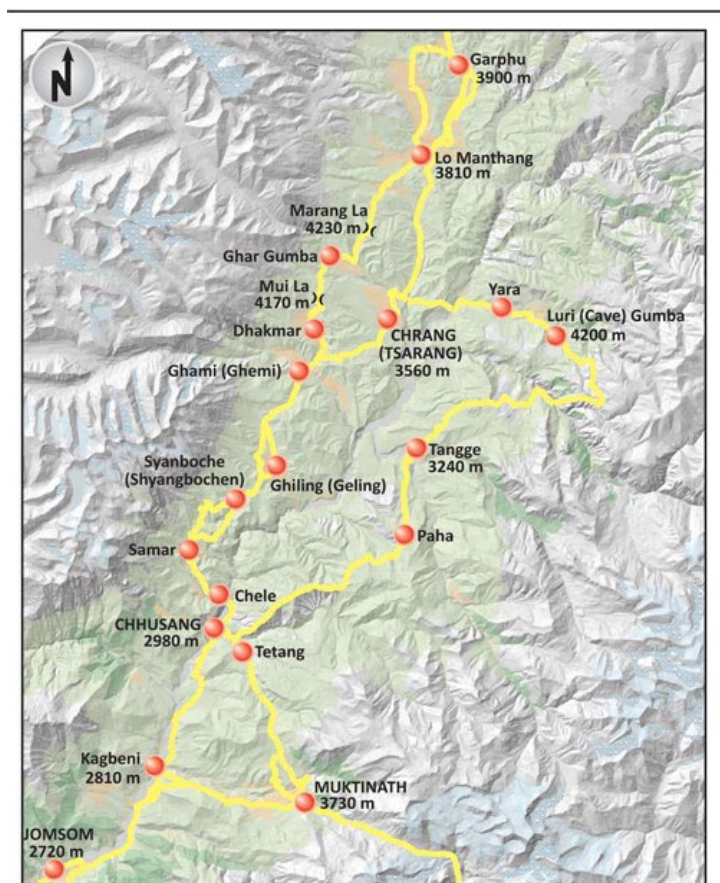 N
Garphu
3900 m
Lo Manthang
3810 m
Marang La
4230 m
Ghar Gumba
Mui La
4170 m
Yara
Luri (Cave) Gumba
4200 m
Dhakmar
CHRANG
(TSARANG)
3560 m
Ghami (Ghemi)
Tangge
3240 m
Syanboche
(Shyangbochen)
Ghiling (Geling)
Paha
Samar
Chele
CHHUSANG
2980 m
Tetang
Kagbeni
2810 m
MUKTINATH
3730 m
JOMSOM
2720 m